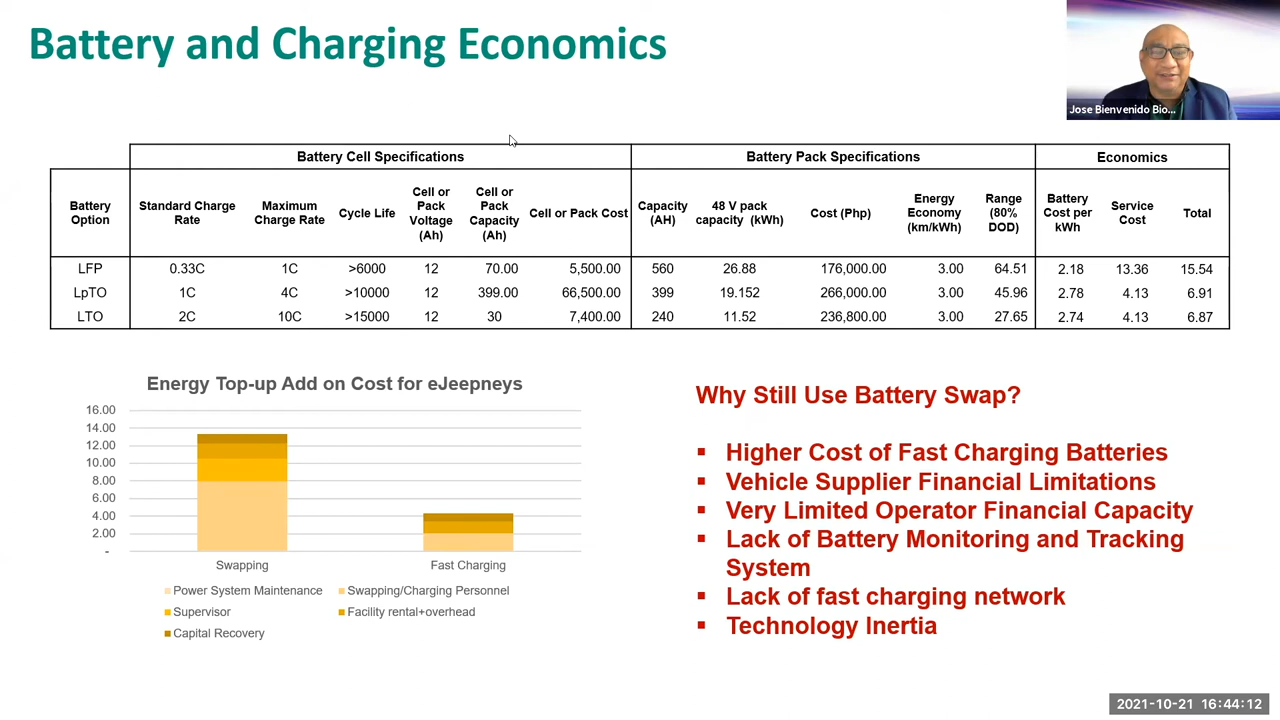 Battery and Charging Economics
Jose Bienvenido Bio...
Battery Cell Specifications Battery Pack Specifications Economics
Battery Option Standard Charge Rate Maximum Charge Rate Cycle Life Cell or Pack Voltage (Ah) Cell or Pack Capacity (Ah) Cell or Pack Cost Capacity (AH) 48 V pack capacity (kWh) Cost (Php) Energy Economy (km/kWh) Range (80% DOD) Battery Cost per kWh Service Cost Total
LFP 0.33C 1C >6000 12 70.00 5,500.00 560 26.88 176,000.00 3.00 64.51 2.18 13.36 15.54
LpTO 1C 4C >10000 12 399.00 66,500.00 399 19.152 266,000.00 3.00 45.96 2.78 4.13 6.91
LTO 2C 10C >15000 12 30 7,400.00 240 11.52 236,800.00 3.00 27.65 2.74 4.13 6.87
Energy Top-up Add on Cost for eJeepneys
16.00
14.00
12.00
10.00
8.00
6.00
4.00
2.00
-
Swapping Fast Charging
Power System Maintenance Swapping/Charging Personnel
Supervisor Facility rental+overhead
Capital Recovery
Why Still Use Battery Swap?
▪ Higher Cost of Fast Charging Batteries
▪ Vehicle Supplier Financial Limitations
▪ Very Limited Operator Financial Capacity
▪ Lack of Battery Monitoring and Tracking
System
▪ Lack of fast charging network
▪ Technology Inertia
2021-10-21 16:44:12